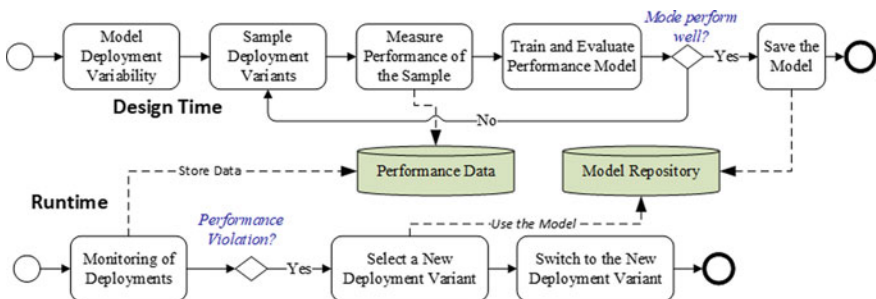 Model
Deployment
Variability
Sample
Deployment
Variants
Measure
Performance of
the Sample
Train and Evaluate
Performance Model
Mode perform
well?
Yes
Save the
Model
Design Time
No
Performance Data
Model Repository
Store Data
Runtime
Performance
Violation?
Use the Model
Monitoring of
Deployments
Yes
Select a New
Deployment Variant
Switch to the New
Deployment Variant